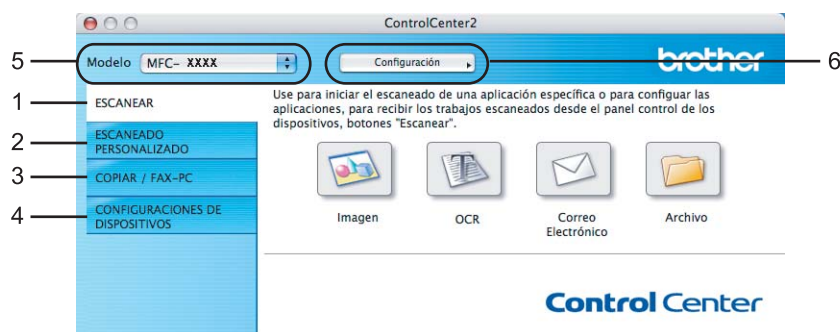 ControlCenter2
5
Modelo
MFC- XXXX
Configuración
brother
6
1
ESCANEAR
2
ESCANEADO
PERSONALIZADO
3
COPIAR / FAX-PC
4
CONFIGURACIONES DE
DISPOSITIVOS
Use para iniciar el escaneado de una aplicación específica o para configuar las
aplicaciones, para recibir los trabajos escaneados desde el panel control de los
dispositivos, botones "Escanear".
Imagen
OCR
Correo
Electrónico
Archivo
Control Center